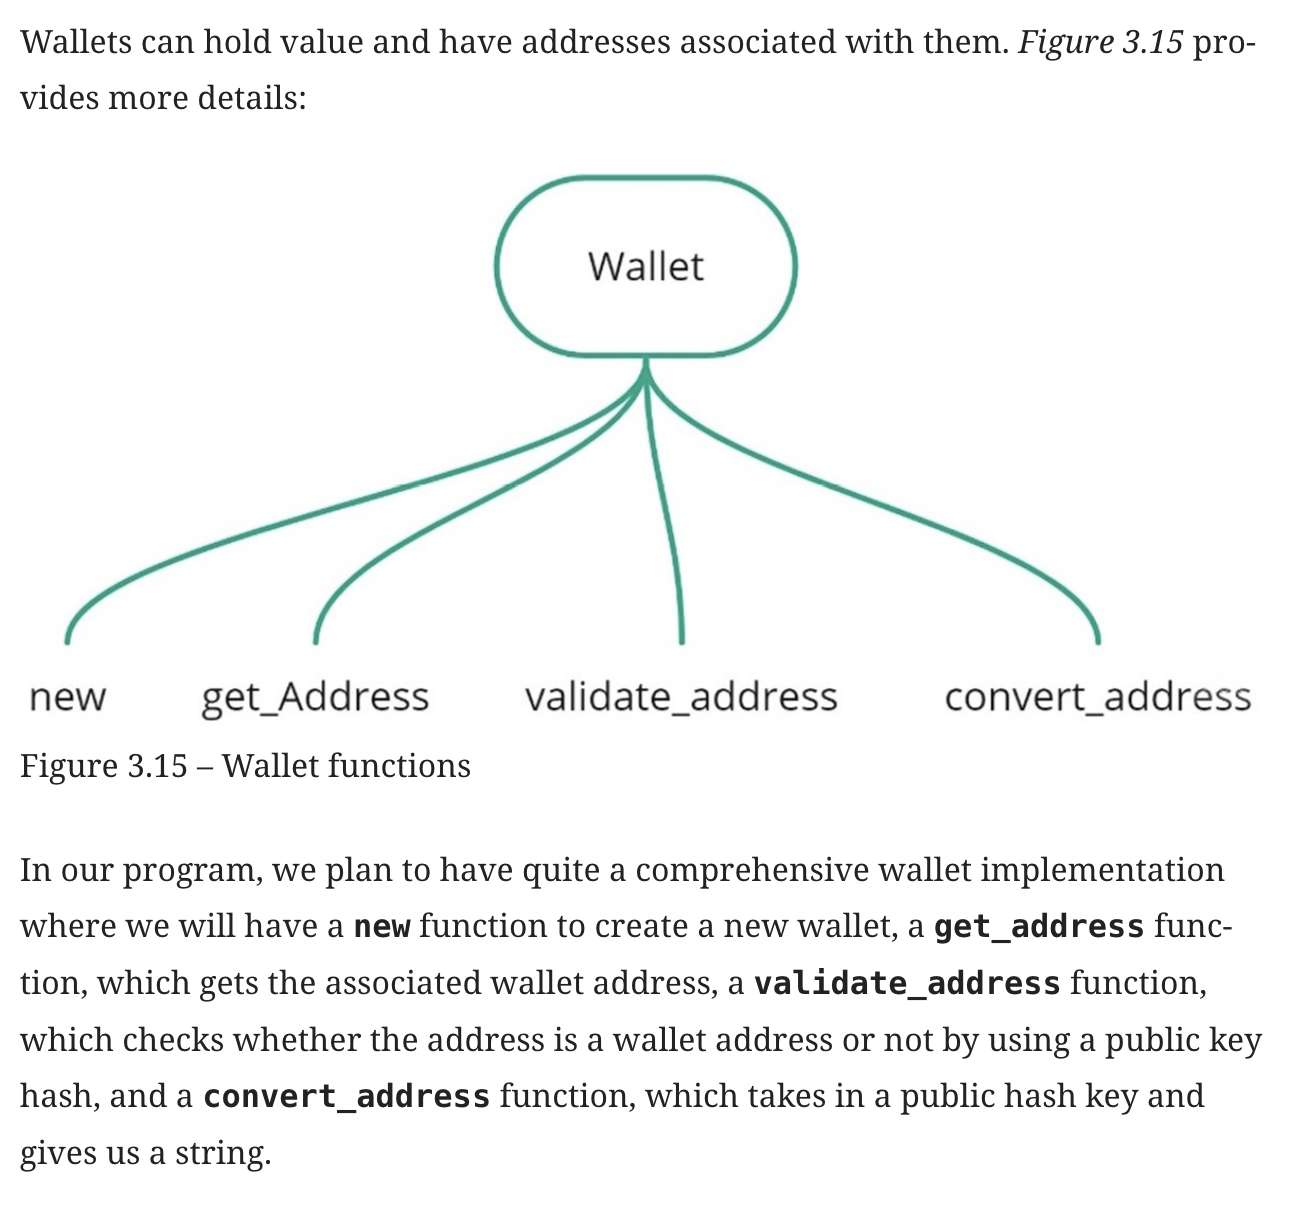 Wallets can hold value and have addresses associated with them. Figure 3.15 pro-
vides more details:
Wallet
new get_Address validate_address convert_address
Figure 3.15 – Wallet functions
In our program, we plan to have quite a comprehensive wallet implementation
where we will have a new function to create a new wallet, a get_address func-
tion, which gets the associated wallet address, a validate_address function,
which checks whether the address is a wallet address or not by using a public key
hash, and a convert_address function, which takes in a public hash key and
gives us a string.